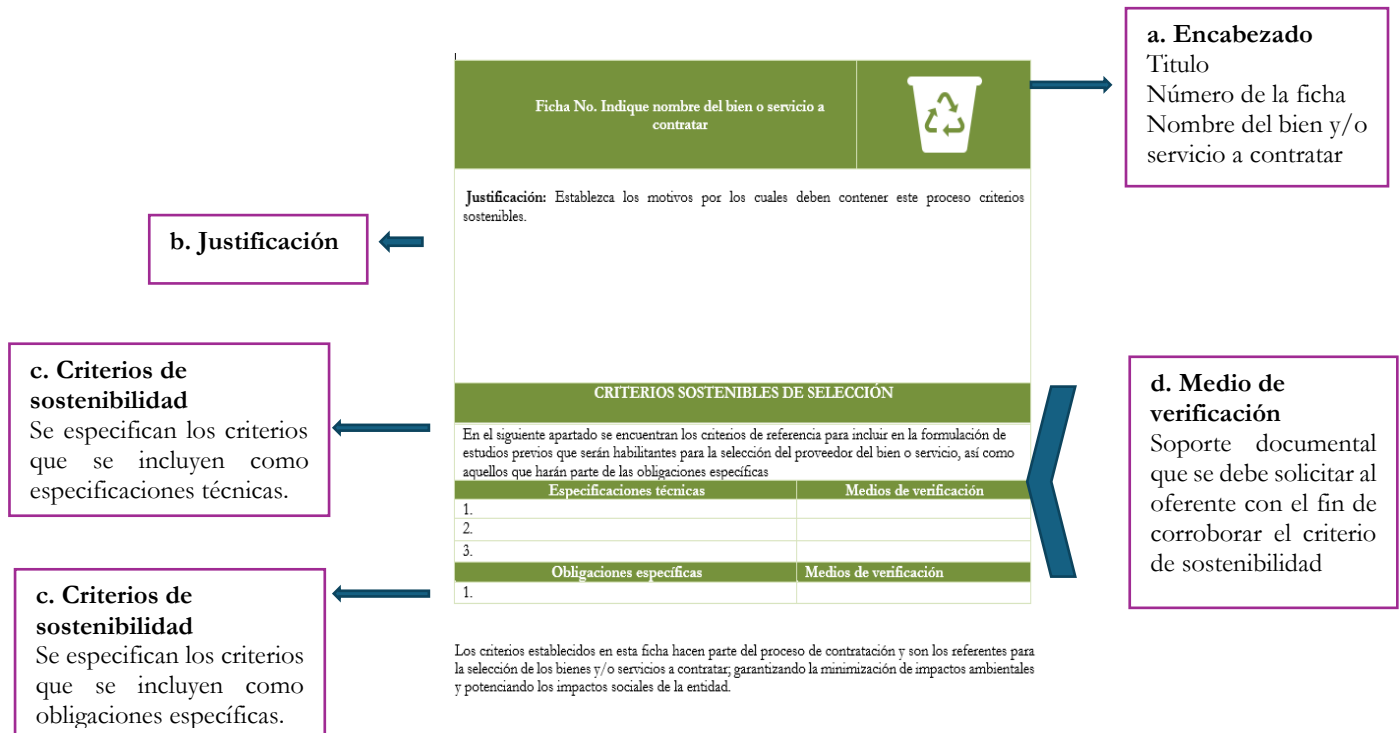 a. Encabezado
Titulo
Número de la ficha
Nombre del bien y/o
servicio a contratar
Ficha No. Indique nombre del bien o servicio a
contratar
Justificación: Establezca los motivos por los cuales deben contener este proceso criterios
sostenibles.
b. Justificación
c. Criterios de
sostenibilidad
Se especifican los criterios
que se incluyen como
especificaciones técnicas.
CRITERIOS SOSTENIBLES DE SELECCIÓN
En el siguiente apartado se encuentran los criterios de referencia para incluir en la formulación de
estudios previos que serán habilitantes para la selección del proveedor del bien o servicio, así como
aquellos que harán parte de las obligaciones específicas
Especificaciones técnicas Medios de verificación
1.
2.
3.
Obligaciones específicas Medios de verificación
1.
d. Medio de
verificación
Soporte documental
que se debe solicitar al
oferente con el fin de
corroborar el criterio
de sostenibilidad
c. Criterios de
sostenibilidad
Se especifican los criterios
que se incluyen como
obligaciones específicas.
Los criterios establecidos en esta ficha hacen parte del proceso de contratación y son los referentes para
la selección de los bienes y/o servicios a contratar; garantizando la minimización de impactos ambientales
y potenciando los impactos sociales de la entidad.